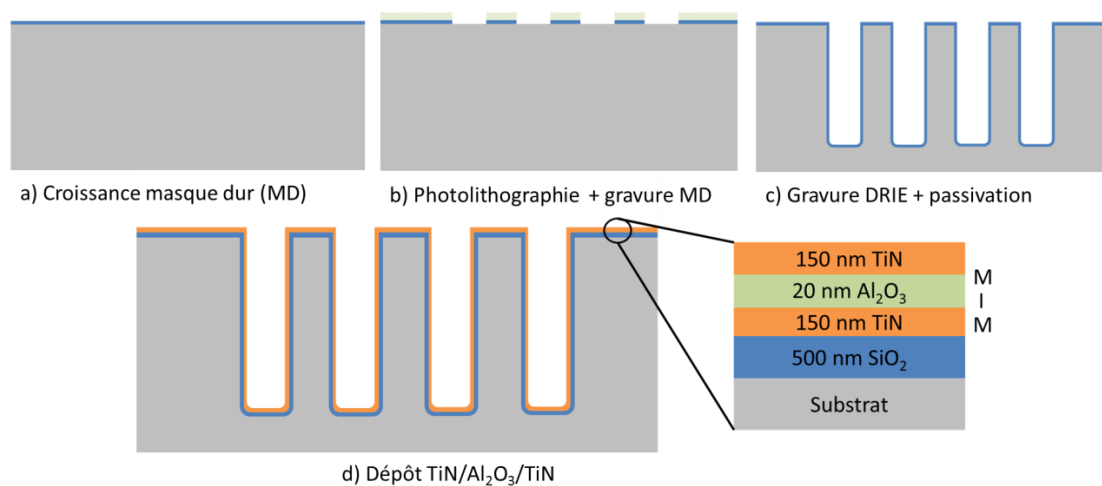 a) Croissance masque dur (MD)
b) Photolithographie + gravure MD
c) Gravure DRIE + passivation
150 nm TiN
20 nm Al₂O₃
150 nm TiN
500 nm SiO₂
Substrat
M
I
M
d) Dépôt TiN/Al₂O₃/TiN